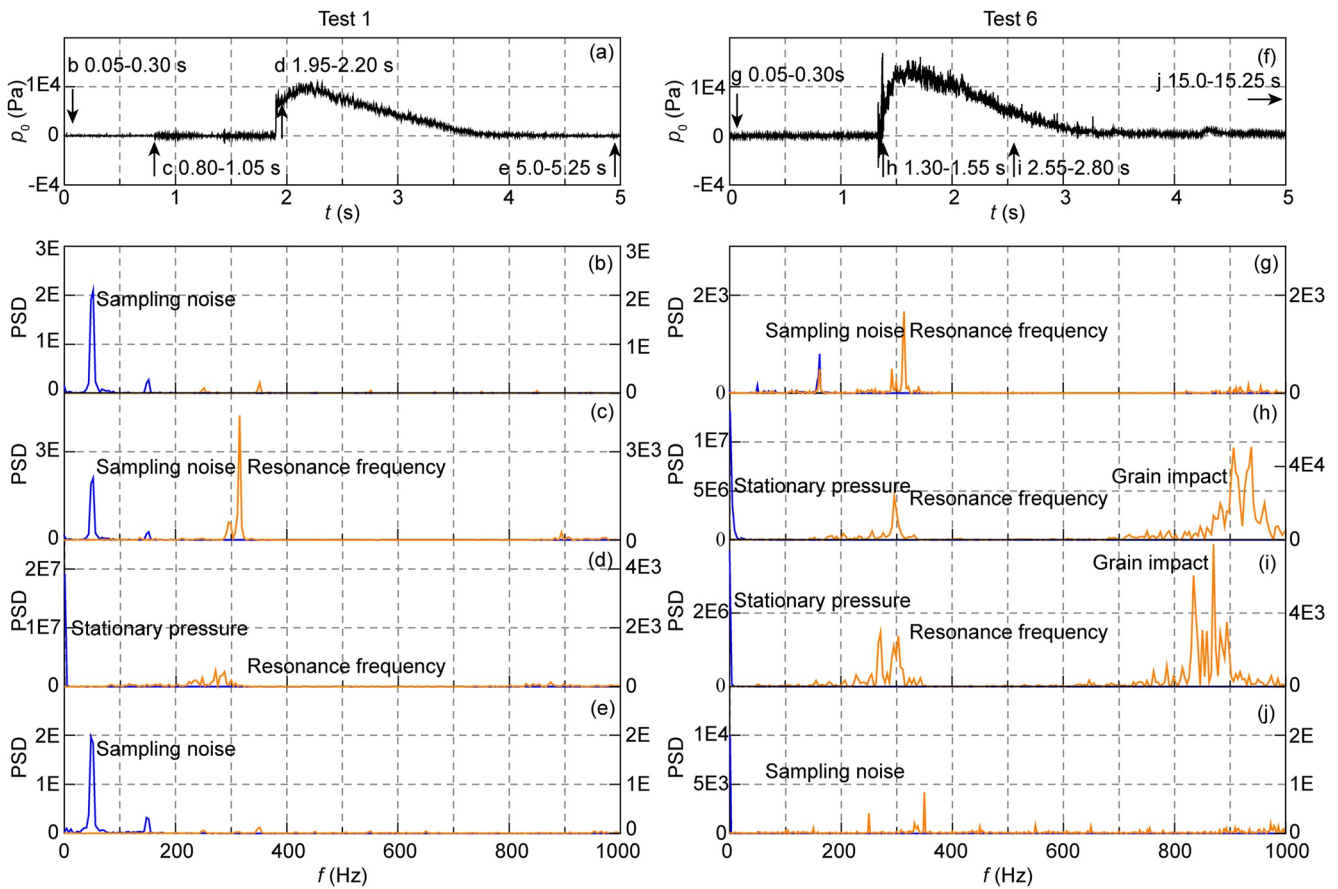 Test 1
Test 6
(a)
b 0.05-0.30 s
d 1.95-2.20 s
1E4
0
-E4
p0 (Pa)
c 0.80-1.05 s
e 5.0-5.25 s
0 1 2 3 4 5
t (s)
(f)
g 0.05-0.30s
j 15.0-15.25 s
1E4
0
-E4
p0 (Pa)
h 1.30-1.55 s
i 2.55-2.80 s
0 1 2 3 4 5
t (s)
3E 3E
(b)
2E Sampling noise 2E
PSD
1E 1E
0 0
(c)
3E 3E3
PSD
Sampling noise Resonance frequency
0 0
(d)
2E7 4E3
PSD
1E7 Stationary pressure 2E3
Resonance frequency
0 0
(e)
2E Sampling noise 2E
PSD
1E 1E
0 0
0 200 400 600 800 1000
f (Hz)
(g)
2E3 2E3
PSD
Sampling noise Resonance frequency
0 0
(h)
1E7
PSD
Grain impact 4E4
5E6 Stationary pressure
Resonance frequency
0 0
(i)
Grain impact
PSD
Stationary pressure
2E6 4E3
Resonance frequency
0 0
(j)
1E4 2E
PSD
Sampling noise
5E3 1E
0 0
0 200 400 600 800 1000
f (Hz)